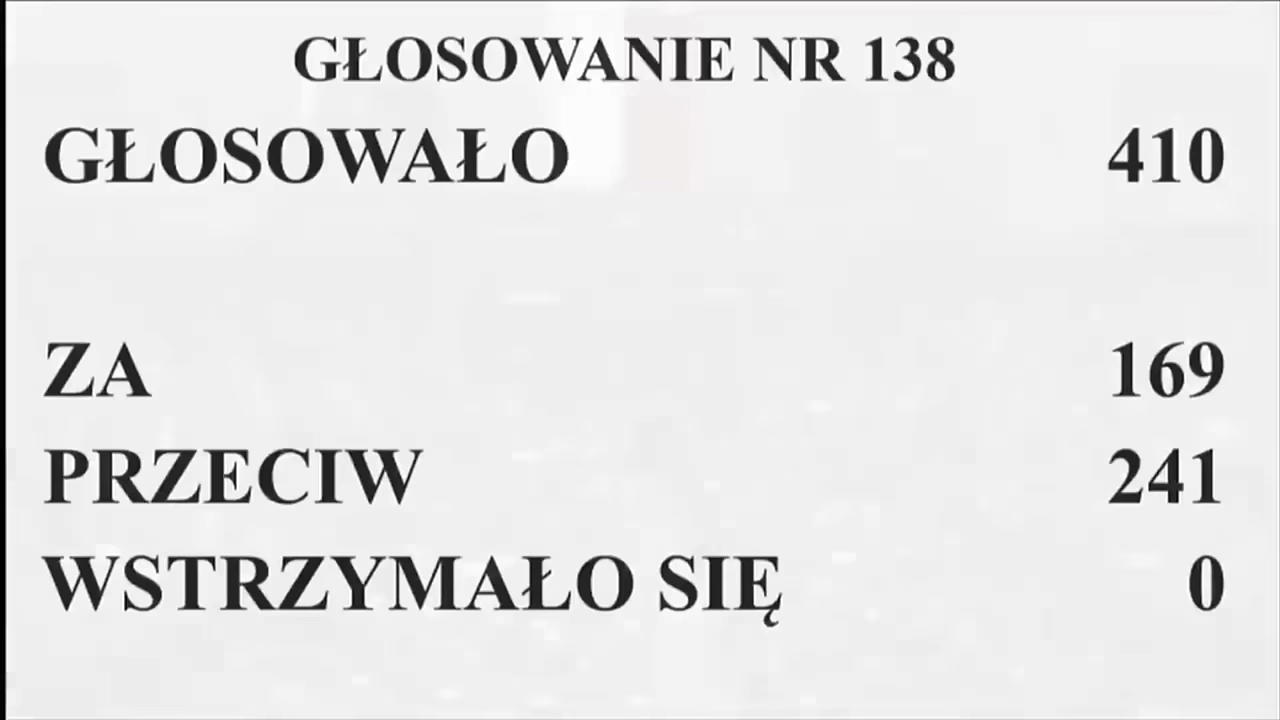 GŁOSOWANIE NR 138
GŁOSOWAŁO 410
ZA 169
PRZECIW 241
WSTRZYMAŁO SIĘ 0